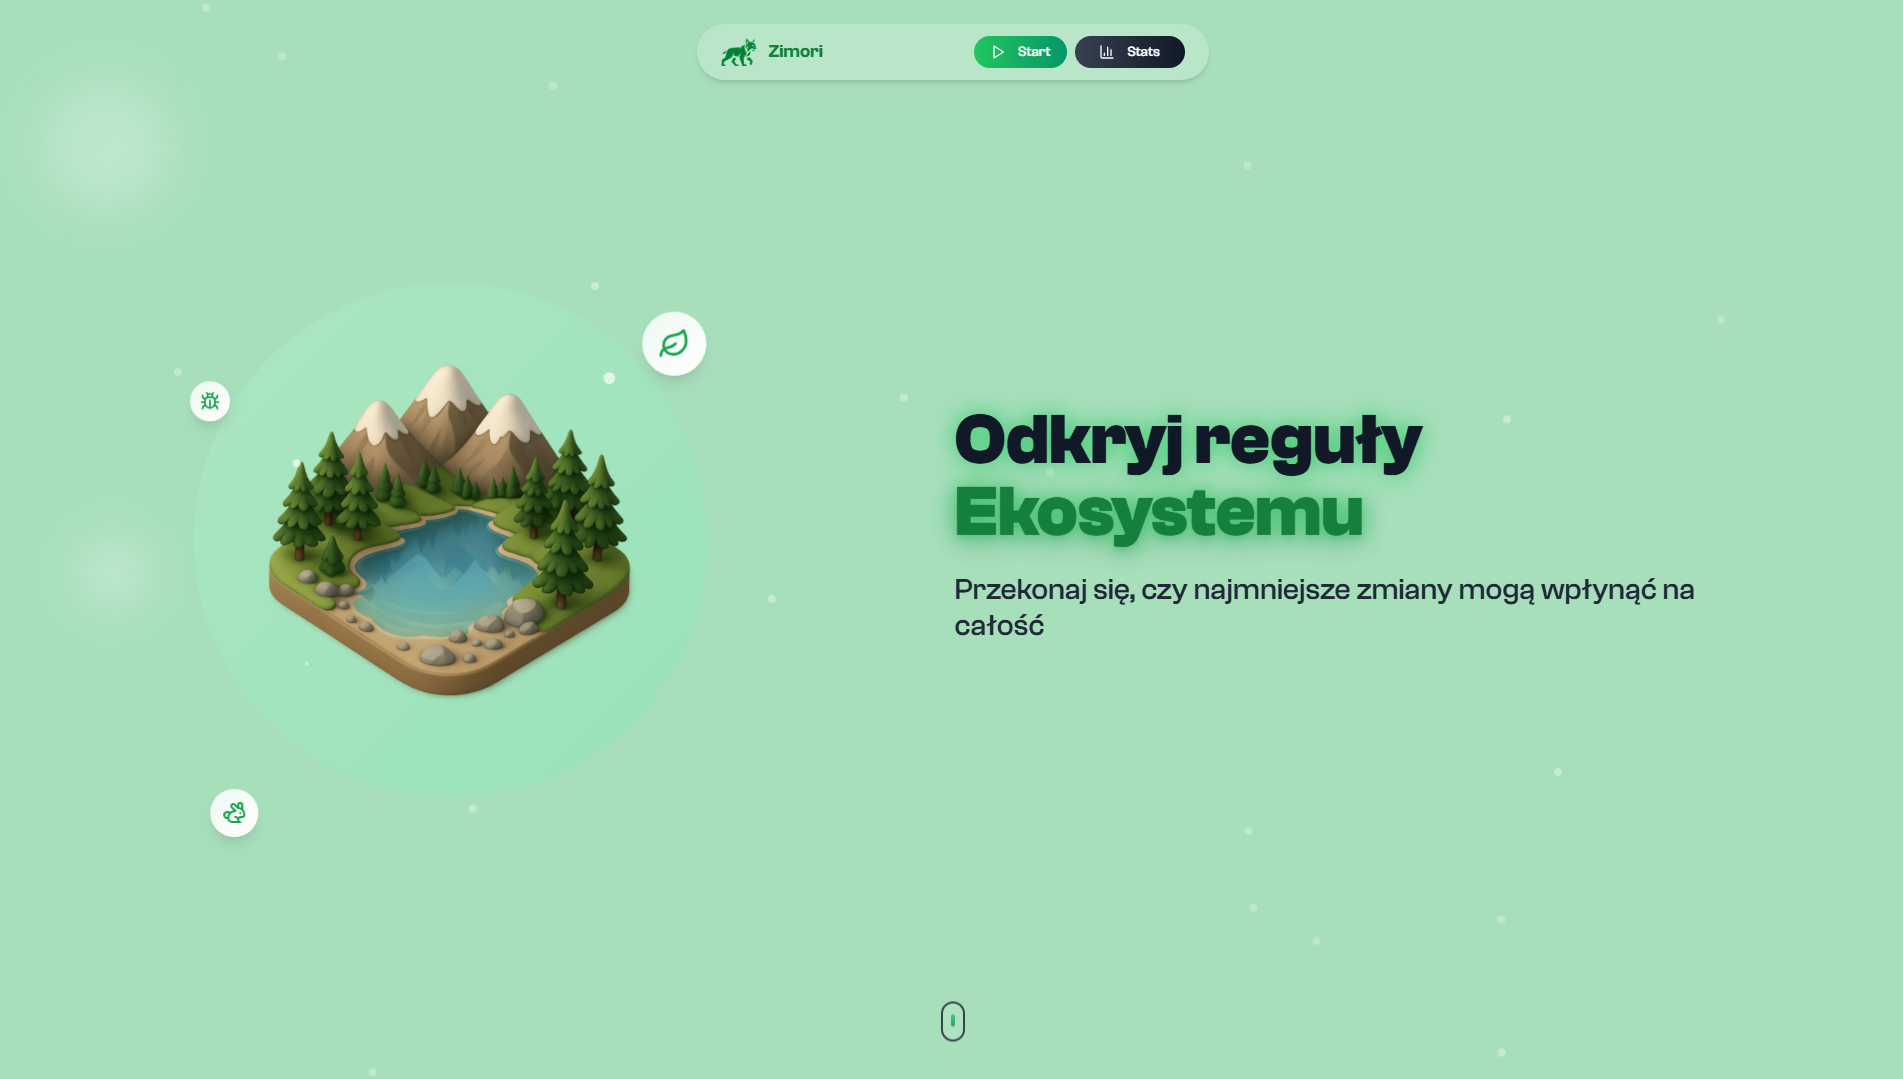 Zimori
Start
Stats
Odkryj reguły
Ekosystemu
Przekonaj się, czy najmniejsze zmiany mogą wpłynąć na
całość